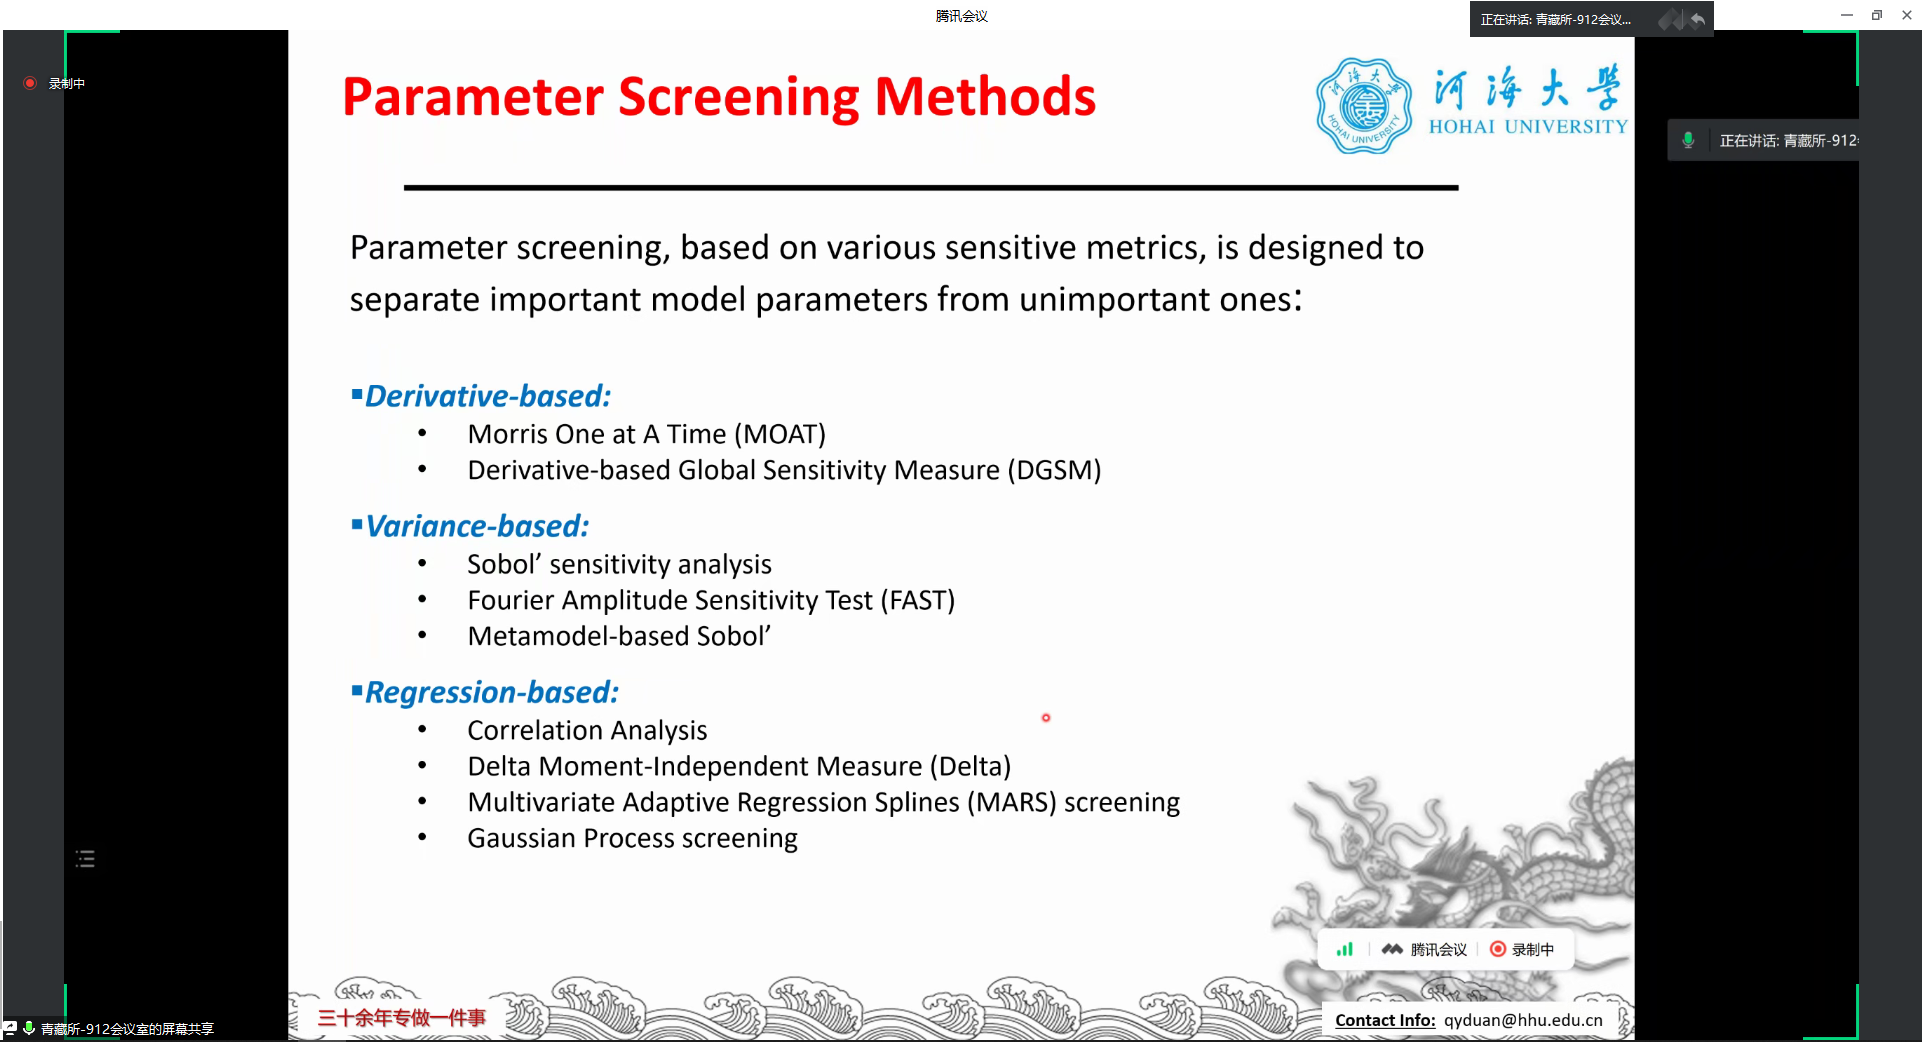 腾讯会议
正在讲话: 青藏所-912会议...
录制中
Parameter Screening Methods
河海大
HOHAI UNIVERSITY
河海大學
HOHAI UNIVERSITY
正在讲话: 青藏所-912
Parameter screening, based on various sensitive metrics, is designed to
separate important model parameters from unimportant ones:
▪Derivative-based:
• Morris One at A Time (MOAT)
• Derivative-based Global Sensitivity Measure (DGSM)
▪Variance-based:
• Sobol’ sensitivity analysis
• Fourier Amplitude Sensitivity Test (FAST)
• Metamodel-based Sobol’
▪Regression-based:
• Correlation Analysis
• Delta Moment-Independent Measure (Delta)
• Multivariate Adaptive Regression Splines (MARS) screening
• Gaussian Process screening
腾讯会议
录制中
三十余年专做一件事
Contact Info: qyduan@hhu.edu.cn
青藏所-912会议室的屏幕共享